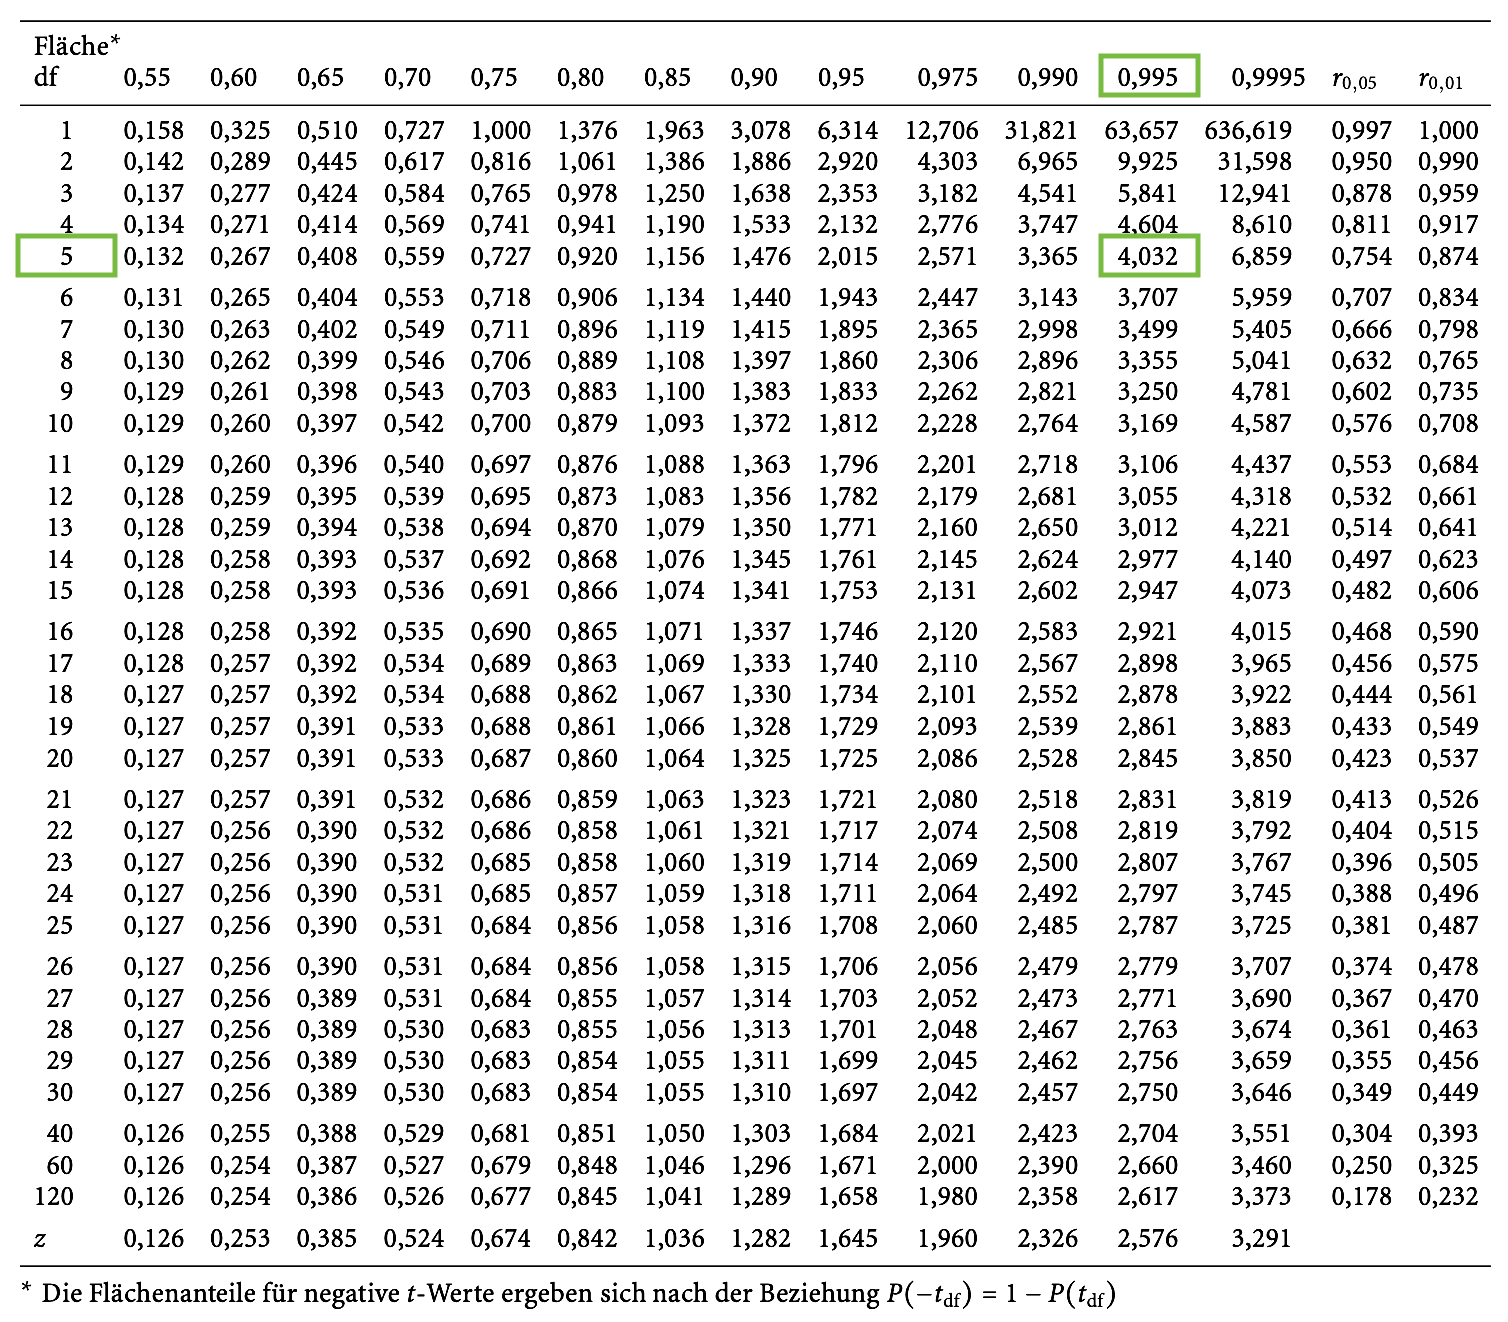 Fläche*
df 0,55 0,60 0,65 0,70 0,75 0,80 0,85 0,90 0,95 0,975 0,990 0,995 0,9995 r0,05 r0,01
1 0,158 0,325 0,510 0,727 1,000 1,376 1,963 3,078 6,314 12,706 31,821 63,657 636,619 0,997 1,000
2 0,142 0,289 0,445 0,617 0,816 1,061 1,386 1,886 2,920 4,303 6,965 9,925 31,598 0,950 0,990
3 0,137 0,277 0,424 0,584 0,765 0,978 1,250 1,638 2,353 3,182 4,541 5,841 12,941 0,878 0,959
4 0,134 0,271 0,414 0,569 0,741 0,941 1,190 1,533 2,132 2,776 3,747 4,604 8,610 0,811 0,917
5 0,132 0,267 0,408 0,559 0,727 0,920 1,156 1,476 2,015 2,571 3,365 4,032 6,859 0,754 0,874
6 0,131 0,265 0,404 0,553 0,718 0,906 1,134 1,440 1,943 2,447 3,143 3,707 5,959 0,707 0,834
7 0,130 0,263 0,402 0,549 0,711 0,896 1,119 1,415 1,895 2,365 2,998 3,499 5,405 0,666 0,798
8 0,130 0,262 0,399 0,546 0,706 0,889 1,108 1,397 1,860 2,306 2,896 3,355 5,041 0,632 0,765
9 0,129 0,261 0,398 0,543 0,703 0,883 1,100 1,383 1,833 2,262 2,821 3,250 4,781 0,602 0,735
10 0,129 0,260 0,397 0,542 0,700 0,879 1,093 1,372 1,812 2,228 2,764 3,169 4,587 0,576 0,708
11 0,129 0,260 0,396 0,540 0,697 0,876 1,088 1,363 1,796 2,201 2,718 3,106 4,437 0,553 0,684
12 0,128 0,259 0,395 0,539 0,695 0,873 1,083 1,356 1,782 2,179 2,681 3,055 4,318 0,532 0,661
13 0,128 0,259 0,394 0,538 0,694 0,870 1,079 1,350 1,771 2,160 2,650 3,012 4,221 0,514 0,641
14 0,128 0,258 0,393 0,537 0,692 0,868 1,076 1,345 1,761 2,145 2,624 2,977 4,140 0,497 0,623
15 0,128 0,258 0,393 0,536 0,691 0,866 1,074 1,341 1,753 2,131 2,602 2,947 4,073 0,482 0,606
16 0,128 0,258 0,392 0,535 0,690 0,865 1,071 1,337 1,746 2,120 2,583 2,921 4,015 0,468 0,590
17 0,128 0,257 0,392 0,534 0,689 0,863 1,069 1,333 1,740 2,110 2,567 2,898 3,965 0,456 0,575
18 0,127 0,257 0,392 0,534 0,688 0,862 1,067 1,330 1,734 2,101 2,552 2,878 3,922 0,444 0,561
19 0,127 0,257 0,391 0,533 0,688 0,861 1,066 1,328 1,729 2,093 2,539 2,861 3,883 0,433 0,549
20 0,127 0,257 0,391 0,533 0,687 0,860 1,064 1,325 1,725 2,086 2,528 2,845 3,850 0,423 0,537
21 0,127 0,257 0,391 0,532 0,686 0,859 1,063 1,323 1,721 2,080 2,518 2,831 3,819 0,413 0,526
22 0,127 0,256 0,390 0,532 0,686 0,858 1,061 1,321 1,717 2,074 2,508 2,819 3,792 0,404 0,515
23 0,127 0,256 0,390 0,532 0,685 0,858 1,060 1,319 1,714 2,069 2,500 2,807 3,767 0,396 0,505
24 0,127 0,256 0,390 0,531 0,685 0,857 1,059 1,318 1,711 2,064 2,492 2,797 3,745 0,388 0,496
25 0,127 0,256 0,390 0,531 0,684 0,856 1,058 1,316 1,708 2,060 2,485 2,787 3,725 0,381 0,487
26 0,127 0,256 0,390 0,531 0,684 0,856 1,058 1,315 1,706 2,056 2,479 2,779 3,707 0,374 0,478
27 0,127 0,256 0,389 0,531 0,684 0,855 1,057 1,314 1,703 2,052 2,473 2,771 3,690 0,367 0,470
28 0,127 0,256 0,389 0,530 0,683 0,855 1,056 1,313 1,701 2,048 2,467 2,763 3,674 0,361 0,463
29 0,127 0,256 0,389 0,530 0,683 0,854 1,055 1,311 1,699 2,045 2,462 2,756 3,659 0,355 0,456
30 0,127 0,256 0,389 0,530 0,683 0,854 1,055 1,310 1,697 2,042 2,457 2,750 3,646 0,349 0,449
40 0,126 0,255 0,388 0,529 0,681 0,851 1,050 1,303 1,684 2,021 2,423 2,704 3,551 0,304 0,393
60 0,126 0,254 0,387 0,527 0,679 0,848 1,046 1,296 1,671 2,000 2,390 2,660 3,460 0,250 0,325
120 0,126 0,254 0,386 0,526 0,677 0,845 1,041 1,289 1,658 1,980 2,358 2,617 3,373 0,178 0,232
z 0,126 0,253 0,385 0,524 0,674 0,842 1,036 1,282 1,645 1,960 2,326 2,576 3,291
* Die Flächenanteile für negative t-Werte ergeben sich nach der Beziehung P(−tdf) = 1 − P(tdf)